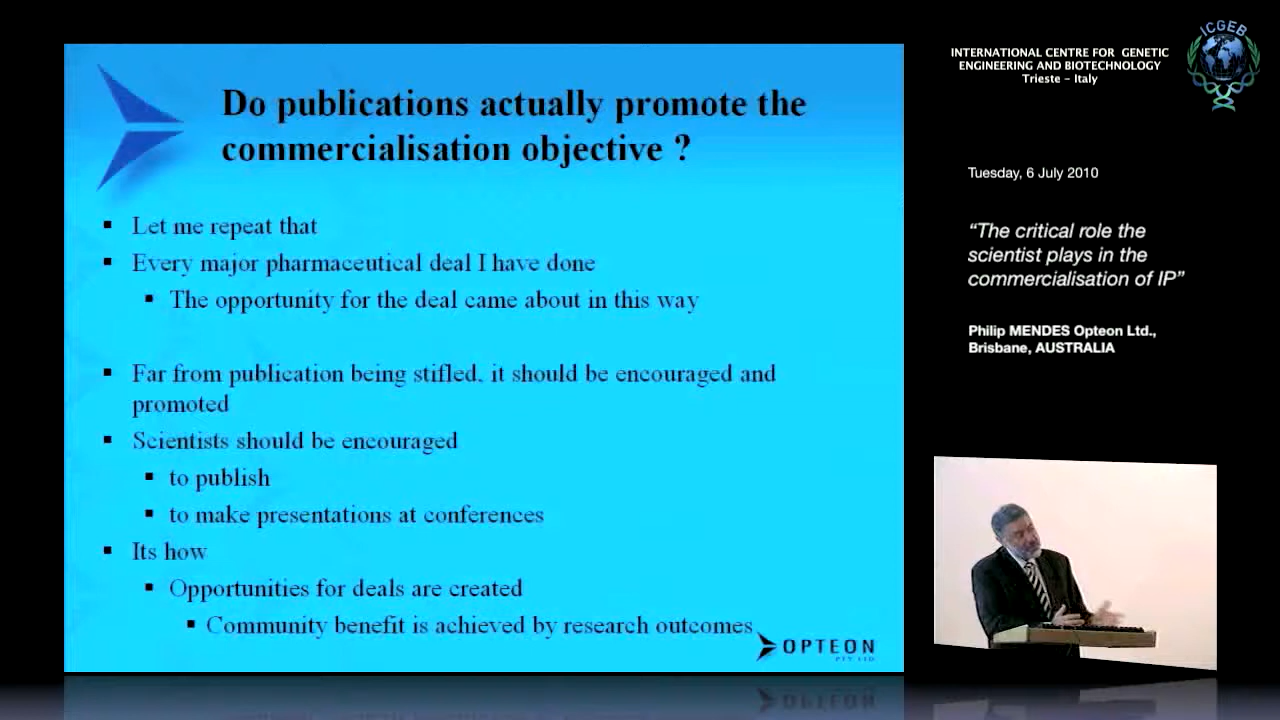 Do publications actually promote the
commercialisation objective ?
Let me repeat that
Every major pharmaceutical deal I have done
The opportunity for the deal came about in this way
Far from publication being stifled, it should be encouraged and
promoted
Scientists should be encouraged
to publish
to make presentations at conferences
Its how
Opportunities for deals are created
Community benefit is achieved by research outcomes
OPTEON
PTY LTD
INTERNATIONAL CENTRE FOR GENETIC
ENGINEERING AND BIOTECHNOLOGY
Trieste - Italy
ICGEB
Tuesday, 6 July 2010
“The critical role the
scientist plays in the
commercialisation of IP”
Philip MENDES Opteon Ltd.,
Brisbane, AUSTRALIA